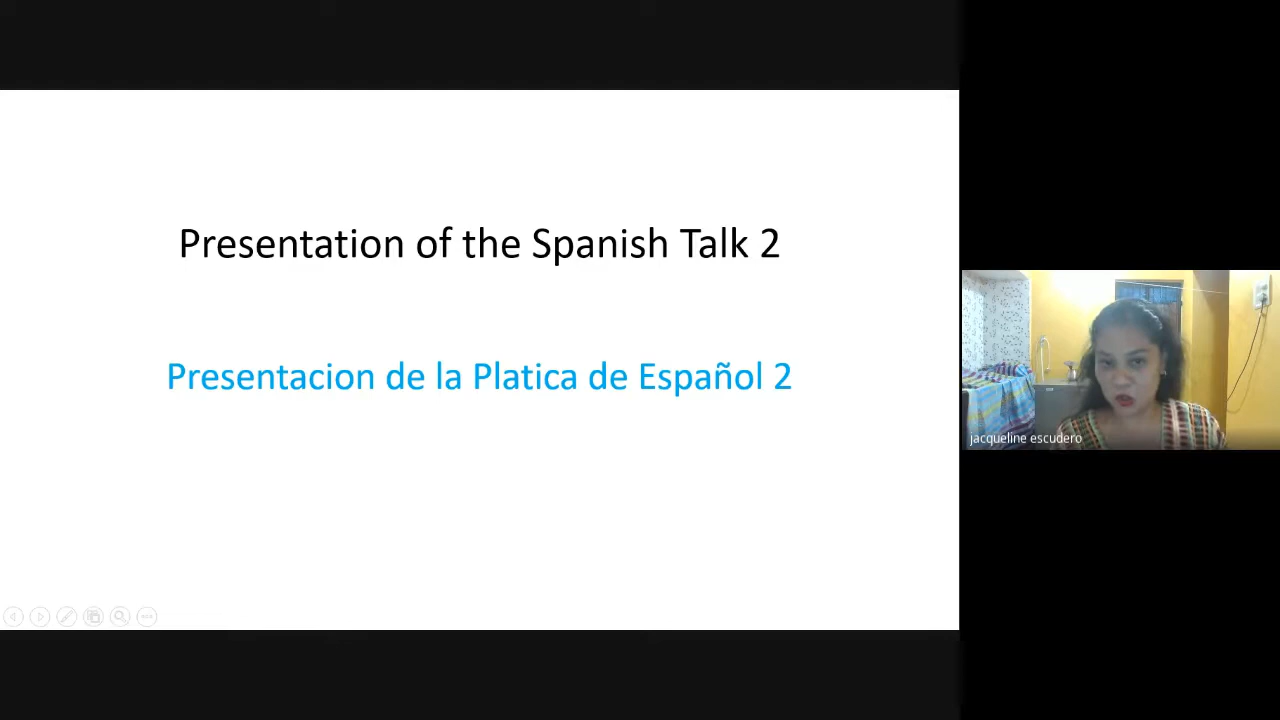 Presentation of the Spanish Talk 2
Presentacion de la Platica de Español 2
jacqueline escudero